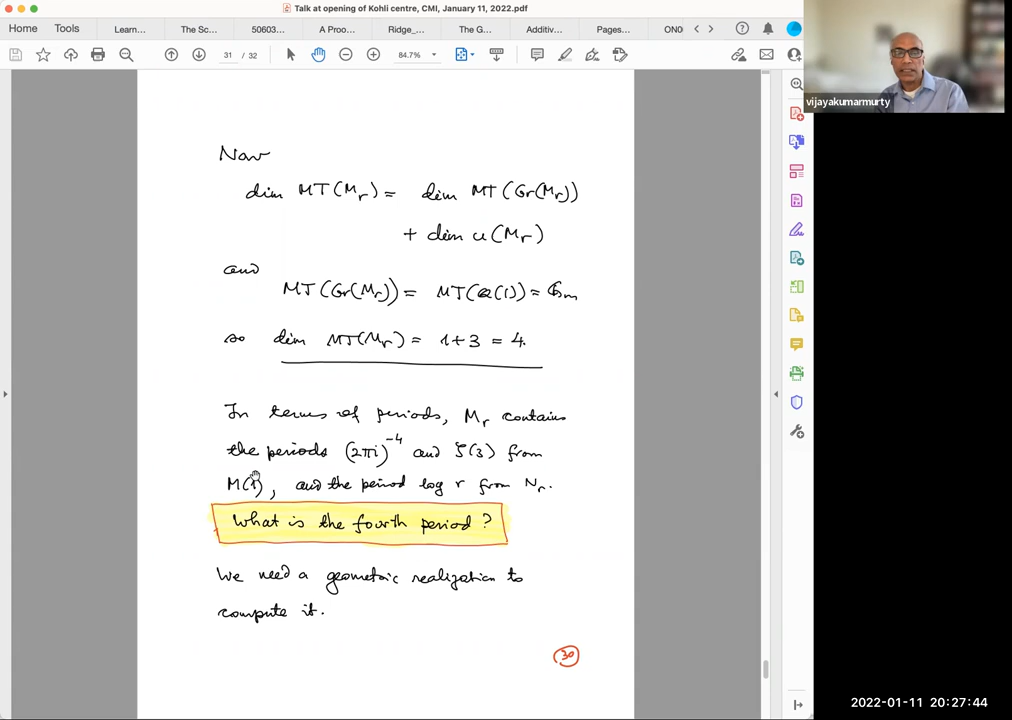 Talk at opening of Kohli centre, CMI, January 11, 2022.pdf
Home Tools Learn... The Sc... 50603... A Proo... Ridge_... The G... Additiv... Pages... ON0
31 / 32 84.7%
vijayakumarmurty
Now
dim MT(Mr) = dim MT(Gr(Mr))
+ dim u(Mr)
and
MT(Gr(Mr)) = MT(Q(1)) = Gm
so dim MT(Mr) = 1+3 = 4.
In terms of periods, Mr contains
the periods (2πi)⁻⁴ and ζ(3) from
M(1), and the period log r from Nr.
What is the fourth period?
We need a geometric realization to
compute it.
30
2022-01-11 20:27:44